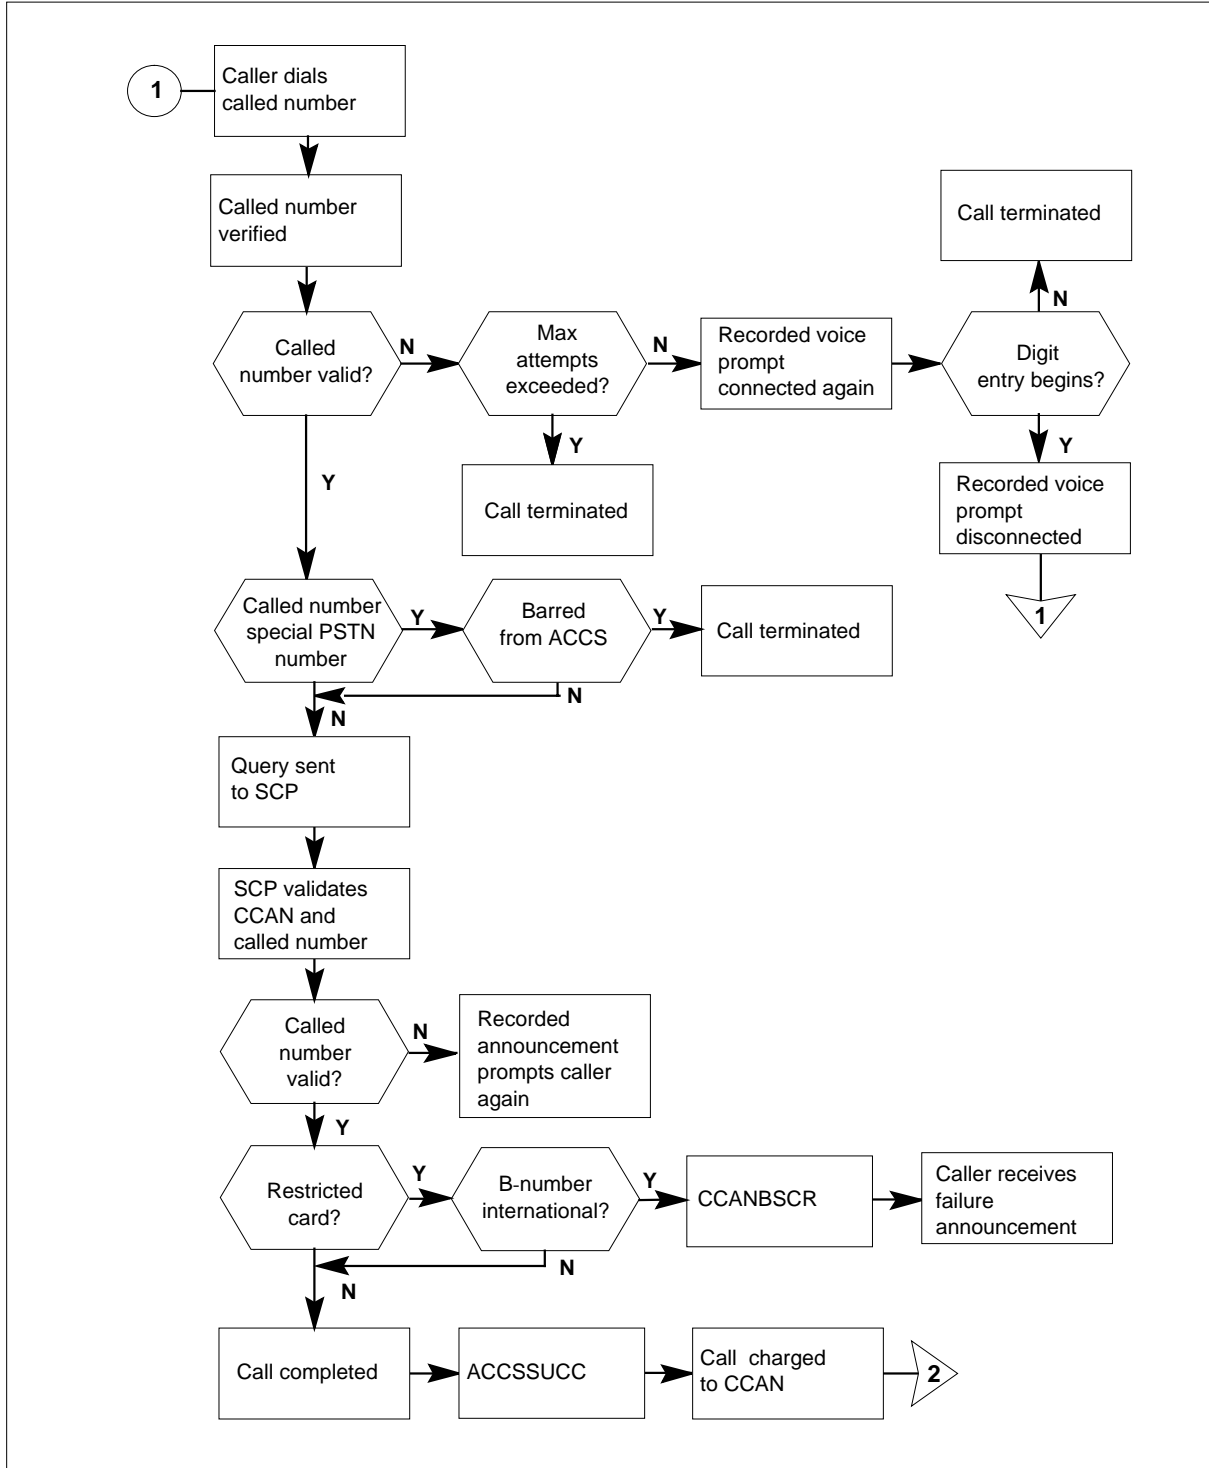 1
Caller dials
called number
Called number
verified
Call terminated
N
Called
number valid?
N
Max
attempts
exceeded?
N
Recorded voice
prompt
connected again
Digit
entry begins?
Y
Y
Y
Call terminated
Recorded voice
prompt
disconnected
1
Called number
special PSTN
number
Y
Barred
from ACCS
Y
Call terminated
N
N
Query sent
to SCP
SCP validates
CCAN and
called number
Called
number
valid?
N
Recorded
announcement
prompts caller
again
Y
Restricted
card?
Y
B-number
international?
Y
CCANBSCR
Caller receives
failure
announcement
N
N
Call completed
ACCSSUCC
Call charged
to CCAN
2